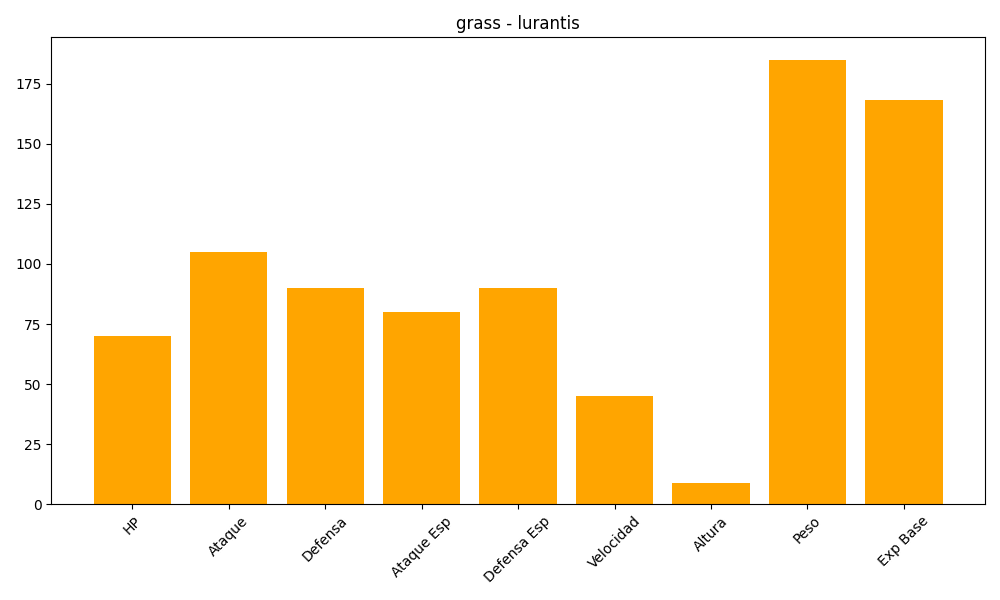 grass - lurantis
175
150
125
100
75
50
25
0
HP
Ataque
Defensa
Ataque Esp
Defensa Esp
Velocidad
Altura
Peso
Exp Base